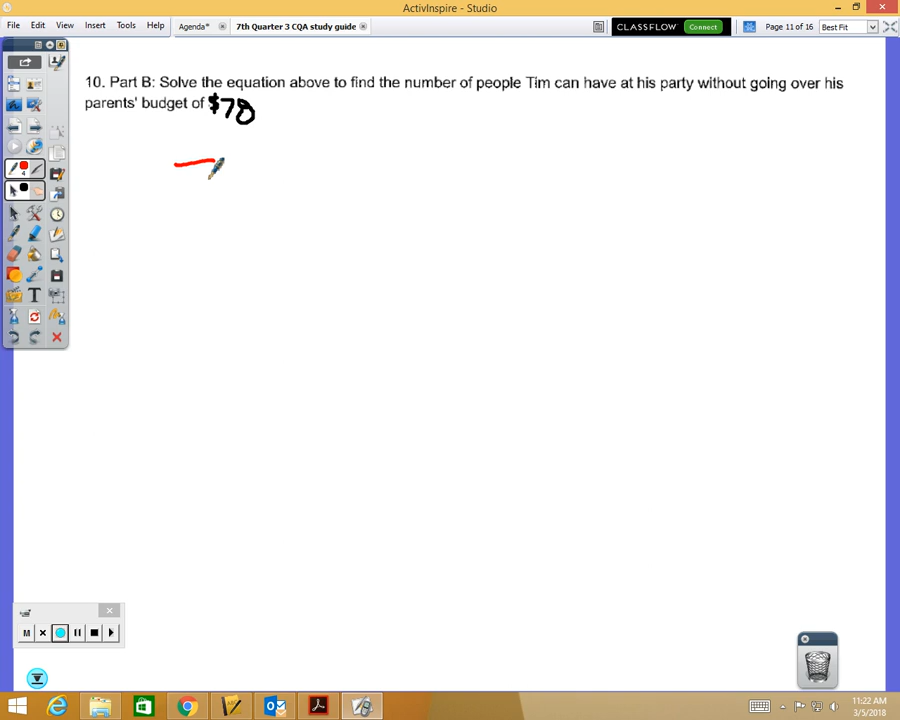 ActivInspire - Studio
File Edit View Insert Tools Help Agenda* 7th Quarter 3 CQA study guide CLASSFLOW Connect Page 11 of 16 Best Fit
10. Part B: Solve the equation above to find the number of people Tim can have at his party without going over his
parents' budget of $78
4
T
M
11:22 AM
3/5/2018